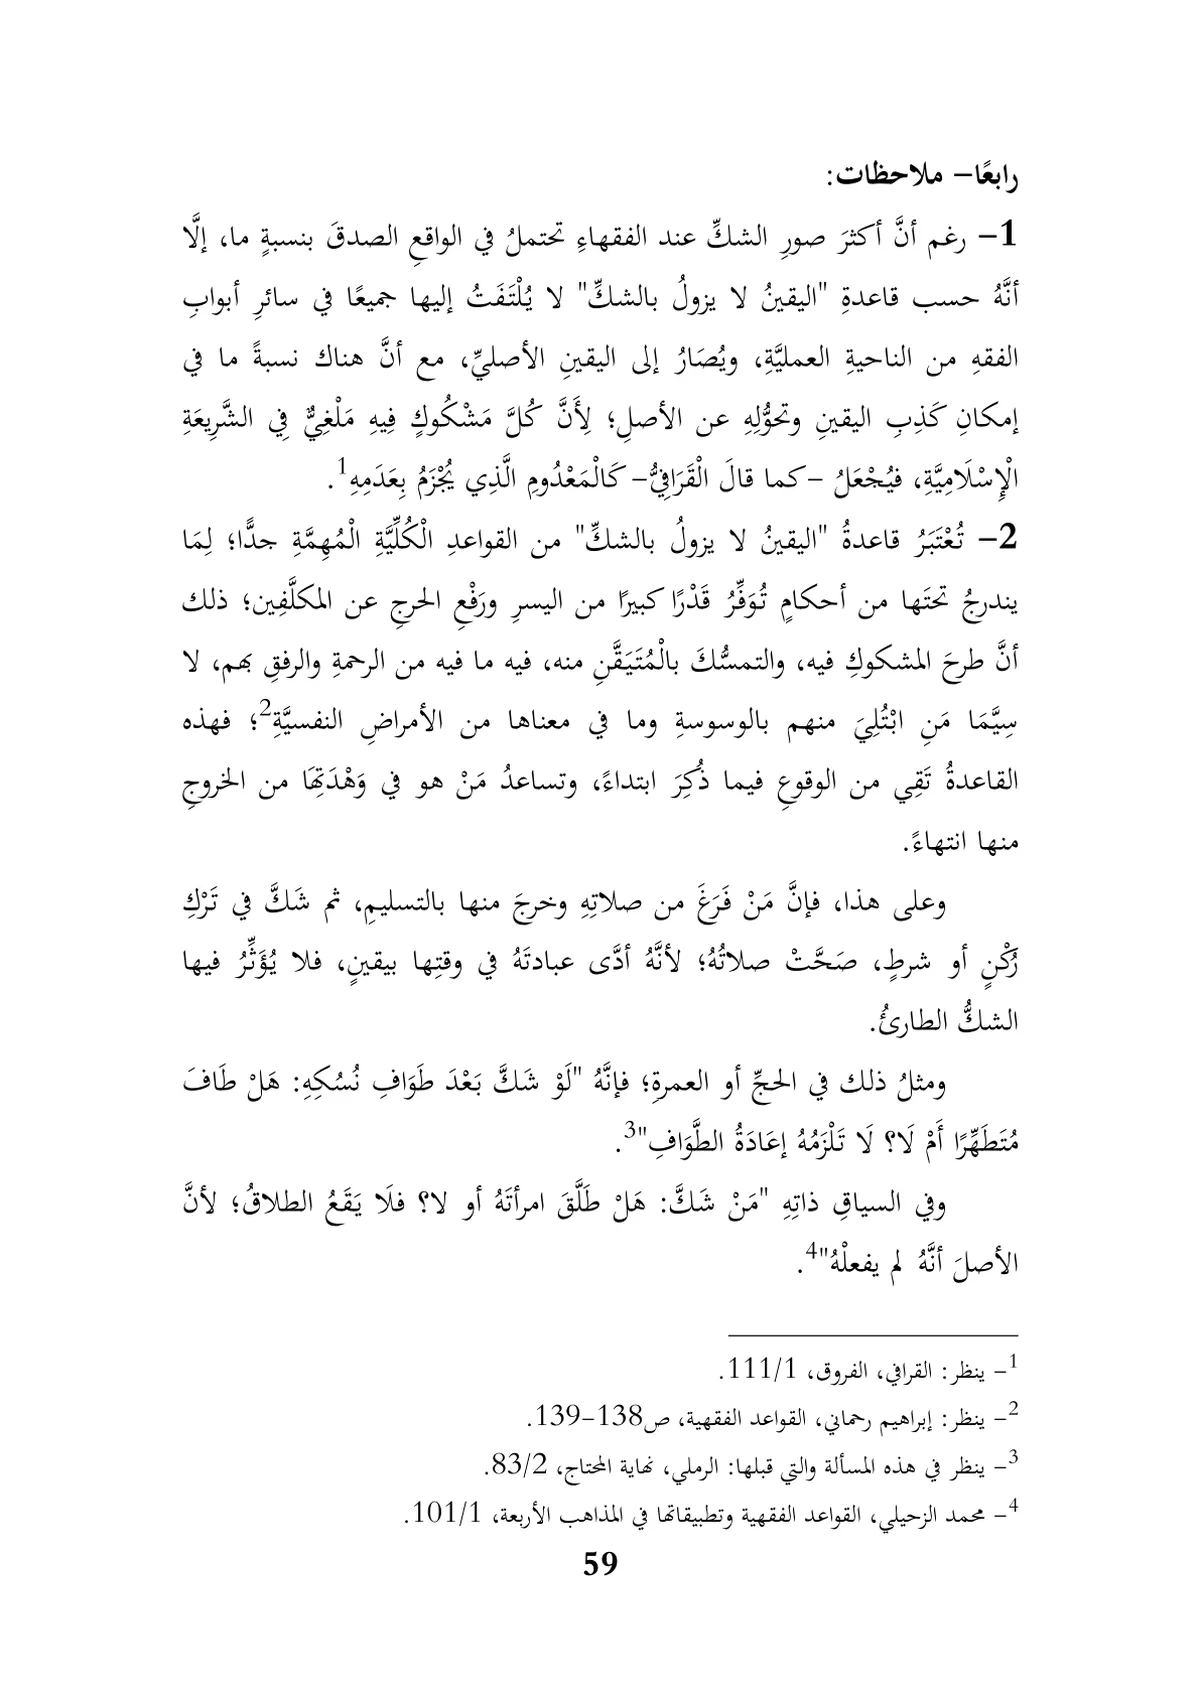 رابعًا- ملاحظات:
1- رغم أنَّ أكثرَ صورِ الشكِّ عند الفقهاءِ تحتملُ في الواقعِ الصدقَ بنسبةٍ ما، إلَّا
أنَّهُ حسب قاعدةِ "اليقينُ لا يزولُ بالشكِّ" لا يُلْتَفَتُ إليها جميعًا في سائرِ أبوابِ
الفقهِ من الناحيةِ العمليَّةِ، ويُصَارُ إلى اليقينِ الأصليِّ، مع أنَّ هناك نسبةً ما في
إمكانِ كَذِبِ اليقينِ وتحوُّلِهِ عن الأصلِ؛ لِأَنَّ كُلَّ مَشْكُوكٍ فِيهِ مَلْغِيٌّ فِي الشَّرِيعَةِ
الْإِسْلَامِيَّةِ، فيُجْعَلُ -كما قالَ الْقَرَافِيُّ- كَالْمَعْدُومِ الَّذِي يُجْزَمُ بِعَدَمِهِ1.
2- تُعْتَبَرُ قاعدةُ "اليقينُ لا يزولُ بالشكِّ" من القواعدِ الْكُلِّيَّةِ الْمُهِمَّةِ جدًّا؛ لِمَا
يندرجُ تحتَها من أحكامٍ تُوَفِّرُ قَدْرًا كبيرًا من اليسرِ ورَفْعِ الحرجِ عن المكلَّفِين؛ ذلك
أنَّ طرحَ المشكوكِ فيه، والتمسُّكَ بالْمُتَيَقَّنِ منه، فيه ما فيه من الرحمةِ والرفقِ بهم، لا
سِيَّمَا مَنِ ابْتُلِيَ منهم بالوسوسةِ وما في معناها من الأمراضِ النفسيَّةِ2؛ فهذه
القاعدةُ تَقِي من الوقوعِ فيما ذُكِرَ ابتداءً، وتساعدُ مَنْ هو في وَهْدَتِهَا من الخروجِ
منها انتهاءً.
وعلى هذا، فإنَّ مَنْ فَرَغَ من صلاتِهِ وخرجَ منها بالتسليمِ، ثم شَكَّ في تَرْكِ
رُكْنٍ أو شرطٍ، صَحَّتْ صلاتُهُ؛ لأنَّهُ أدَّى عبادتَهُ في وقتِها بيقينٍ، فلا يُؤَثِّرُ فيها
الشكُّ الطارئُ.
ومثلُ ذلك في الحجِّ أو العمرةِ؛ فإنَّهُ "لَوْ شَكَّ بَعْدَ طَوَافِ نُسُكِهِ: هَلْ طَافَ
مُتَطَهِّرًا أَمْ لَا؟ لَا تَلْزَمُهُ إعَادَةُ الطَّوَافِ"3.
وفي السياقِ ذاتِهِ "مَنْ شَكَّ: هَلْ طَلَّقَ امرأتَهُ أو لا؟ فلَا يَقَعُ الطلاقُ؛ لأنَّ
الأصلَ أنَّهُ لم يفعلْهُ"4.
1- ينظر: القرافي، الفروق، 111/1.
2- ينظر: إبراهيم رحماني، القواعد الفقهية، ص138-139.
3- ينظر في هذه المسألة والتي قبلها: الرملي، نهاية المحتاج، 83/2.
4- محمد الزحيلي، القواعد الفقهية وتطبيقاتها في المذاهب الأربعة، 101/1.
59